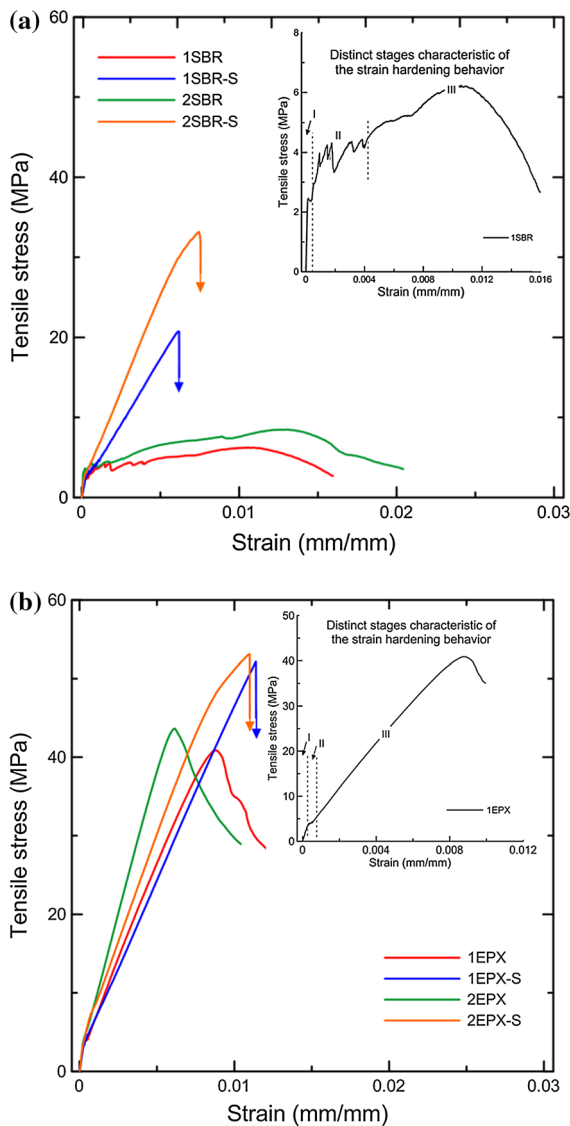 (a)
60
40
20
0
Tensile stress (MPa)
0
0.01
0.02
0.03
Strain (mm/mm)
1SBR
1SBR-S
2SBR
2SBR-S
Distinct stages characteristic of
the strain hardening behavior
8
6
4
2
0
Tensile stress (MPa)
I
II
III
1SBR
0
0.004
0.008
0.012
0.016
Strain (mm/mm)
(b)
60
40
20
0
Tensile stress (MPa)
0
0.01
0.02
0.03
Strain (mm/mm)
Distinct stages characteristic of
the strain hardening behavior
50
40
30
20
10
0
Tensile stress (MPa)
I
II
III
1EPX
0
0.004
0.008
0.012
Strain (mm/mm)
1EPX
1EPX-S
2EPX
2EPX-S